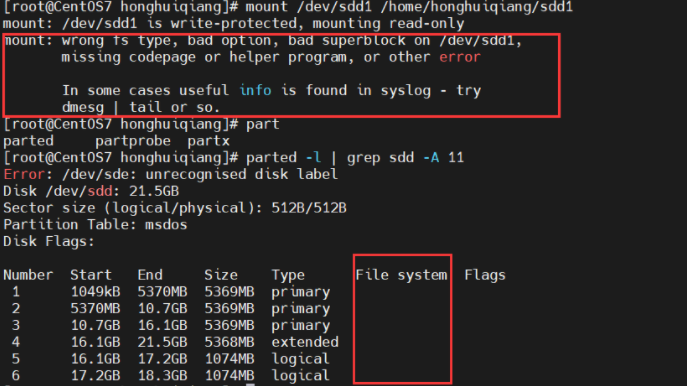 [root@CentOS7 honghuiqiang]# mount /dev/sdd1 /home/honghuiqiang/sdd1
mount: /dev/sdd1 is write-protected, mounting read-only
mount: wrong fs type, bad option, bad superblock on /dev/sdd1,
missing codepage or helper program, or other error
In some cases useful info is found in syslog - try
dmesg | tail or so.
[root@CentOS7 honghuiqiang]# part
parted partprobe partx
[root@CentOS7 honghuiqiang]# parted -l | grep sdd -A 11
Error: /dev/sde: unrecognised disk label
Disk /dev/sdd: 21.5GB
Sector size (logical/physical): 512B/512B
Partition Table: msdos
Disk Flags:
Number Start End Size Type File system Flags
1 1049kB 5370MB 5369MB primary
2 5370MB 10.7GB 5369MB primary
3 10.7GB 16.1GB 5369MB primary
4 16.1GB 21.5GB 5368MB extended
5 16.1GB 17.2GB 1074MB logical
6 17.2GB 18.3GB 1074MB logical